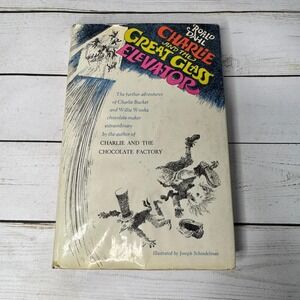 ROALD
DAHL
CHARLIE
AND THE
GREAT GLASS
ELEVATOR
The further adventures
of Charlie Bucket
and Willy Wonka
chocolate-maker
extraordinary
by the author of
CHARLIE AND THE
CHOCOLATE FACTORY
Illustrated by Joseph Schindelman